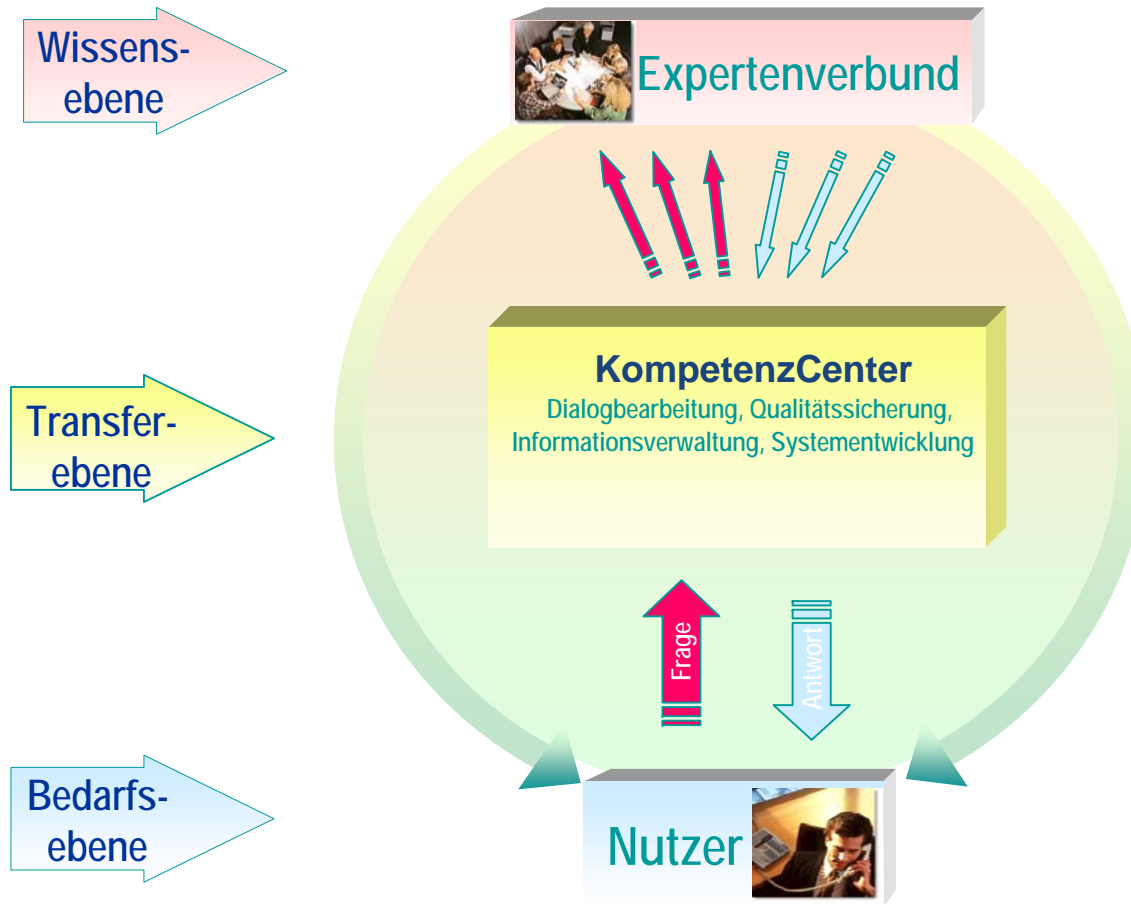 Wissens-
ebene
Expertenverbund
Transfer-
ebene
KompetenzCenter
Dialogbearbeitung, Qualitätssicherung,
Informationsverwaltung, Systementwicklung
Frage
Antwort
Bedarfs-
ebene
Nutzer